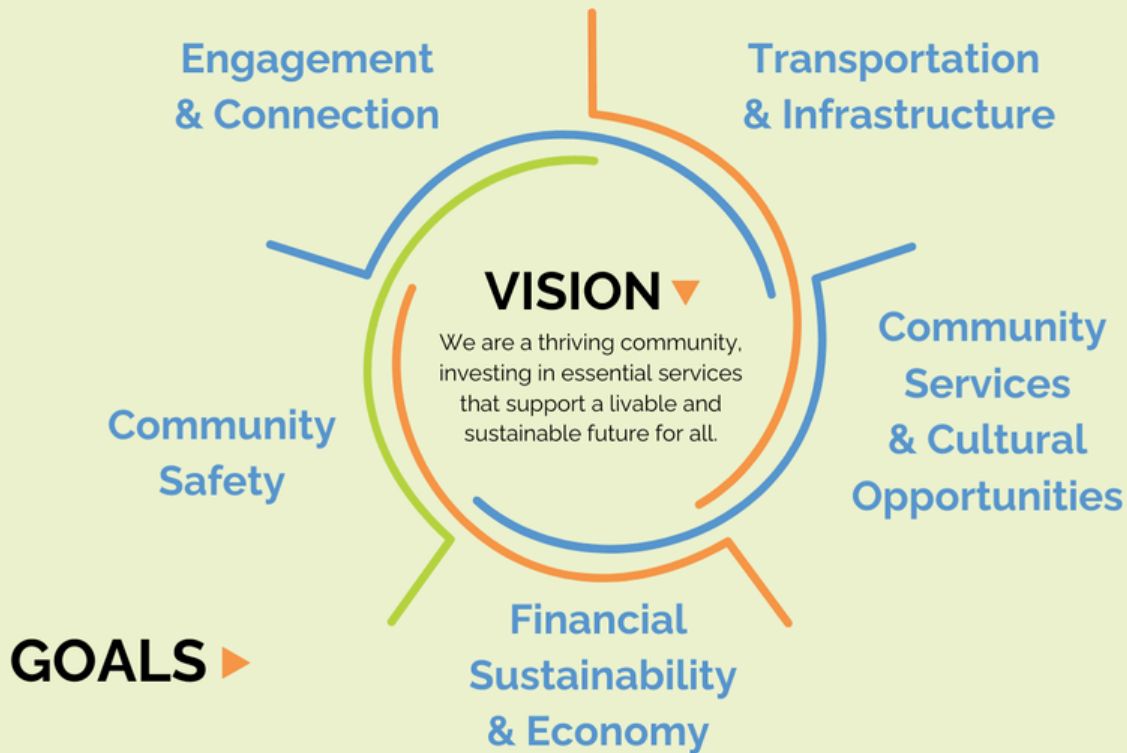 Engagement
& Connection
Transportation
& Infrastructure
VISION
We are a thriving community,
investing in essential services
that support a livable and
sustainable future for all.
Community
Services
& Cultural
Opportunities
Community
Safety
Financial
Sustainability
& Economy
GOALS